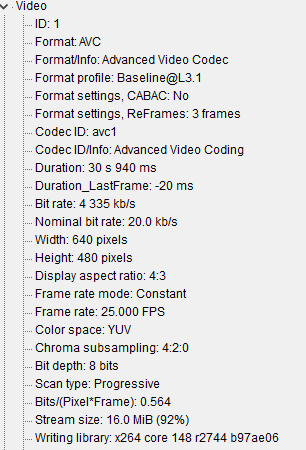 Video
ID: 1
Format: AVC
Format/Info: Advanced Video Codec
Format profile: Baseline@L3.1
Format settings, CABAC: No
Format settings, ReFrames: 3 frames
Codec ID: avc1
Codec ID/Info: Advanced Video Coding
Duration: 30 s 940 ms
Duration_LastFrame: -20 ms
Bit rate: 4 335 kb/s
Nominal bit rate: 20.0 kb/s
Width: 640 pixels
Height: 480 pixels
Display aspect ratio: 4:3
Frame rate mode: Constant
Frame rate: 25.000 FPS
Color space: YUV
Chroma subsampling: 4:2:0
Bit depth: 8 bits
Scan type: Progressive
Bits/(Pixel*Frame): 0.564
Stream size: 16.0 MiB (92%)
Writing library: x264 core 148 r2744 b97ae06